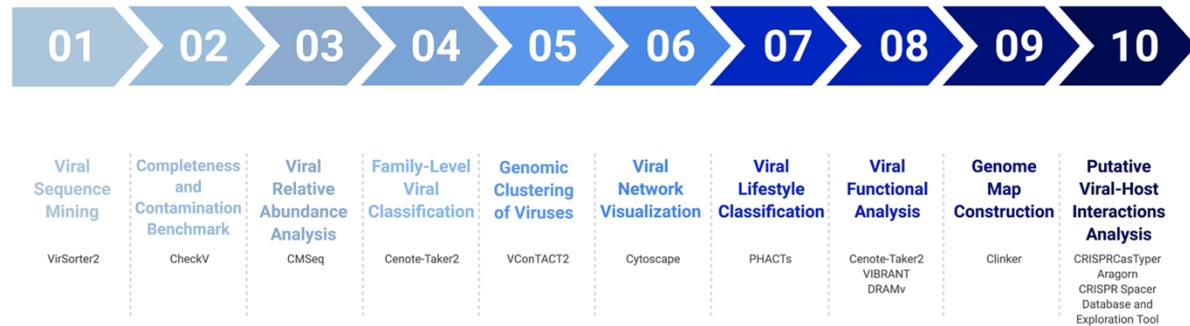 01
02
03
04
05
06
07
08
09
10
Viral
Sequence
Mining
VirSorter2
Completeness
and
Contamination
Benchmark
CheckV
Viral
Relative
Abundance
Analysis
CMSeq
Family-Level
Viral
Classification
Cenote-Taker2
Genomic
Clustering
of Viruses
VConTACT2
Viral
Network
Visualization
Cytoscape
Viral
Lifestyle
Classification
PHACTs
Viral
Functional
Analysis
Cenote-Taker2
VIBRANT
DRAMv
Genome
Map
Construction
Clinker
Putative
Viral-Host
Interactions
Analysis
CRISPRCasTyper
Aragorn
CRISPR Spacer
Database and
Exploration Tool